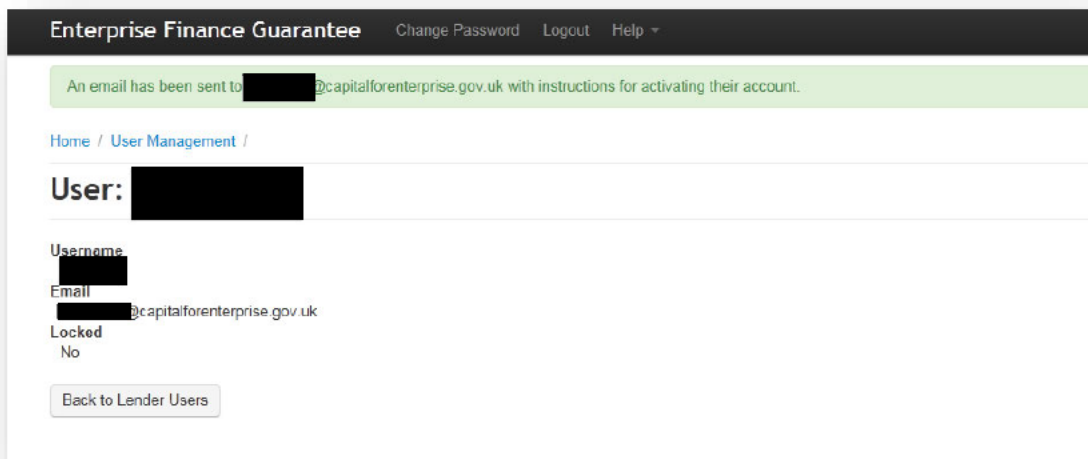 Enterprise Finance Guarantee Change Password Logout Help
An email has been sent to @capitalforenterprise.gov.uk with instructions for activating their account.
Home / User Management /
User:
Username
Email
@capitalforenterprise.gov.uk
Locked
No
Back to Lender Users